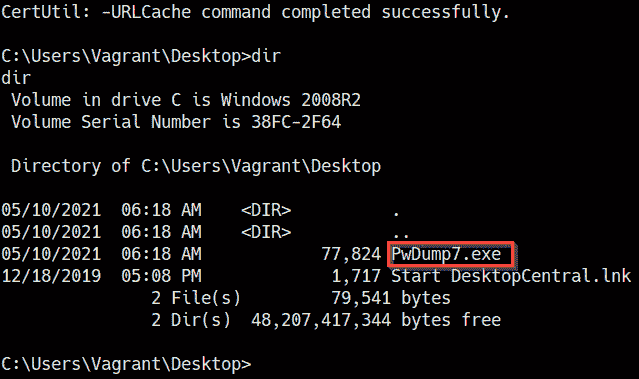 CertUtil: -URLCache command completed successfully.
C:\Users\Vagrant\Desktop>dir
dir
 Volume in drive C is Windows 2008R2
 Volume Serial Number is 38FC-2F64
 Directory of C:\Users\Vagrant\Desktop
05/10/2021  06:18 AM    <DIR>          .
05/10/2021  06:18 AM    <DIR>          ..
05/10/2021  06:18 AM            77,824 PwDump7.exe
12/18/2019  05:08 PM             1,717 Start DesktopCentral.lnk
               2 File(s)         79,541 bytes
               2 Dir(s)  48,207,417,344 bytes free
C:\Users\Vagrant\Desktop>